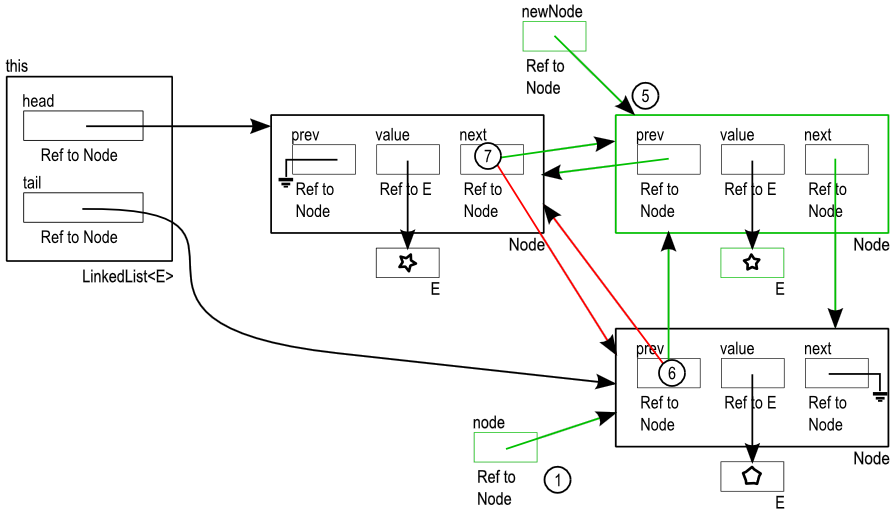 newNode
Ref to
Node
5
this
head
Ref to Node
tail
Ref to Node
LinkedList<E>
prev value next
7
Ref to Ref to E Ref to
Node Node
Node
E
prev value next
Ref to Ref to E Ref to
Node Node
Node
E
prev value next
6
Ref to Ref to E Ref to
Node Node
Node
E
node
Ref to
Node
1